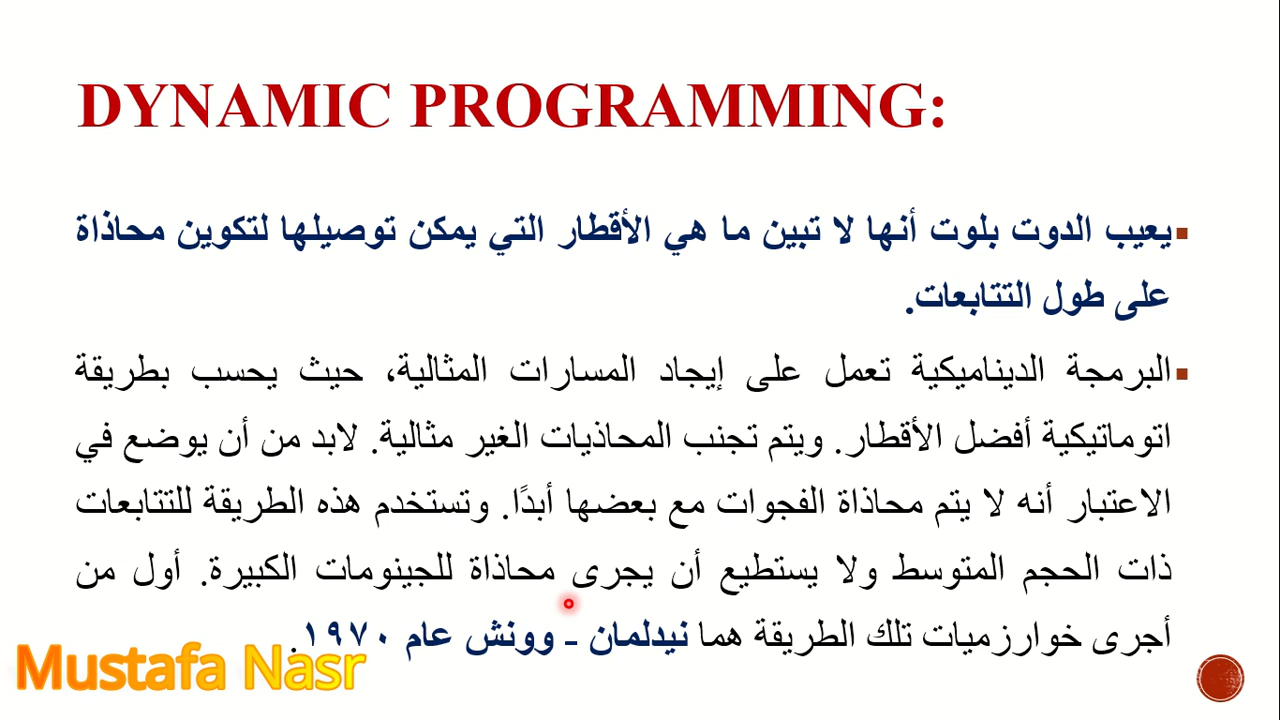 DYNAMIC PROGRAMMING:
▪يعيب الدوت بلوت أنها لا تبين ما هي الأقطار التي يمكن توصيلها لتكوين محاذاة
على طول التتابعات.
▪البرمجة الديناميكية تعمل على إيجاد المسارات المثالية، حيث يحسب بطريقة
اتوماتيكية أفضل الأقطار. ويتم تجنب المحاذيات الغير مثالية. لابد من أن يوضع في
الاعتبار أنه لا يتم محاذاة الفجوات مع بعضها أبدًا. وتستخدم هذه الطريقة للتتابعات
ذات الحجم المتوسط ولا يستطيع أن يجرى محاذاة للجينومات الكبيرة. أول من
أجرى خوارزميات تلك الطريقة هما نيدلمان - وونش عام ١٩٧٠.
Mustafa Nasr